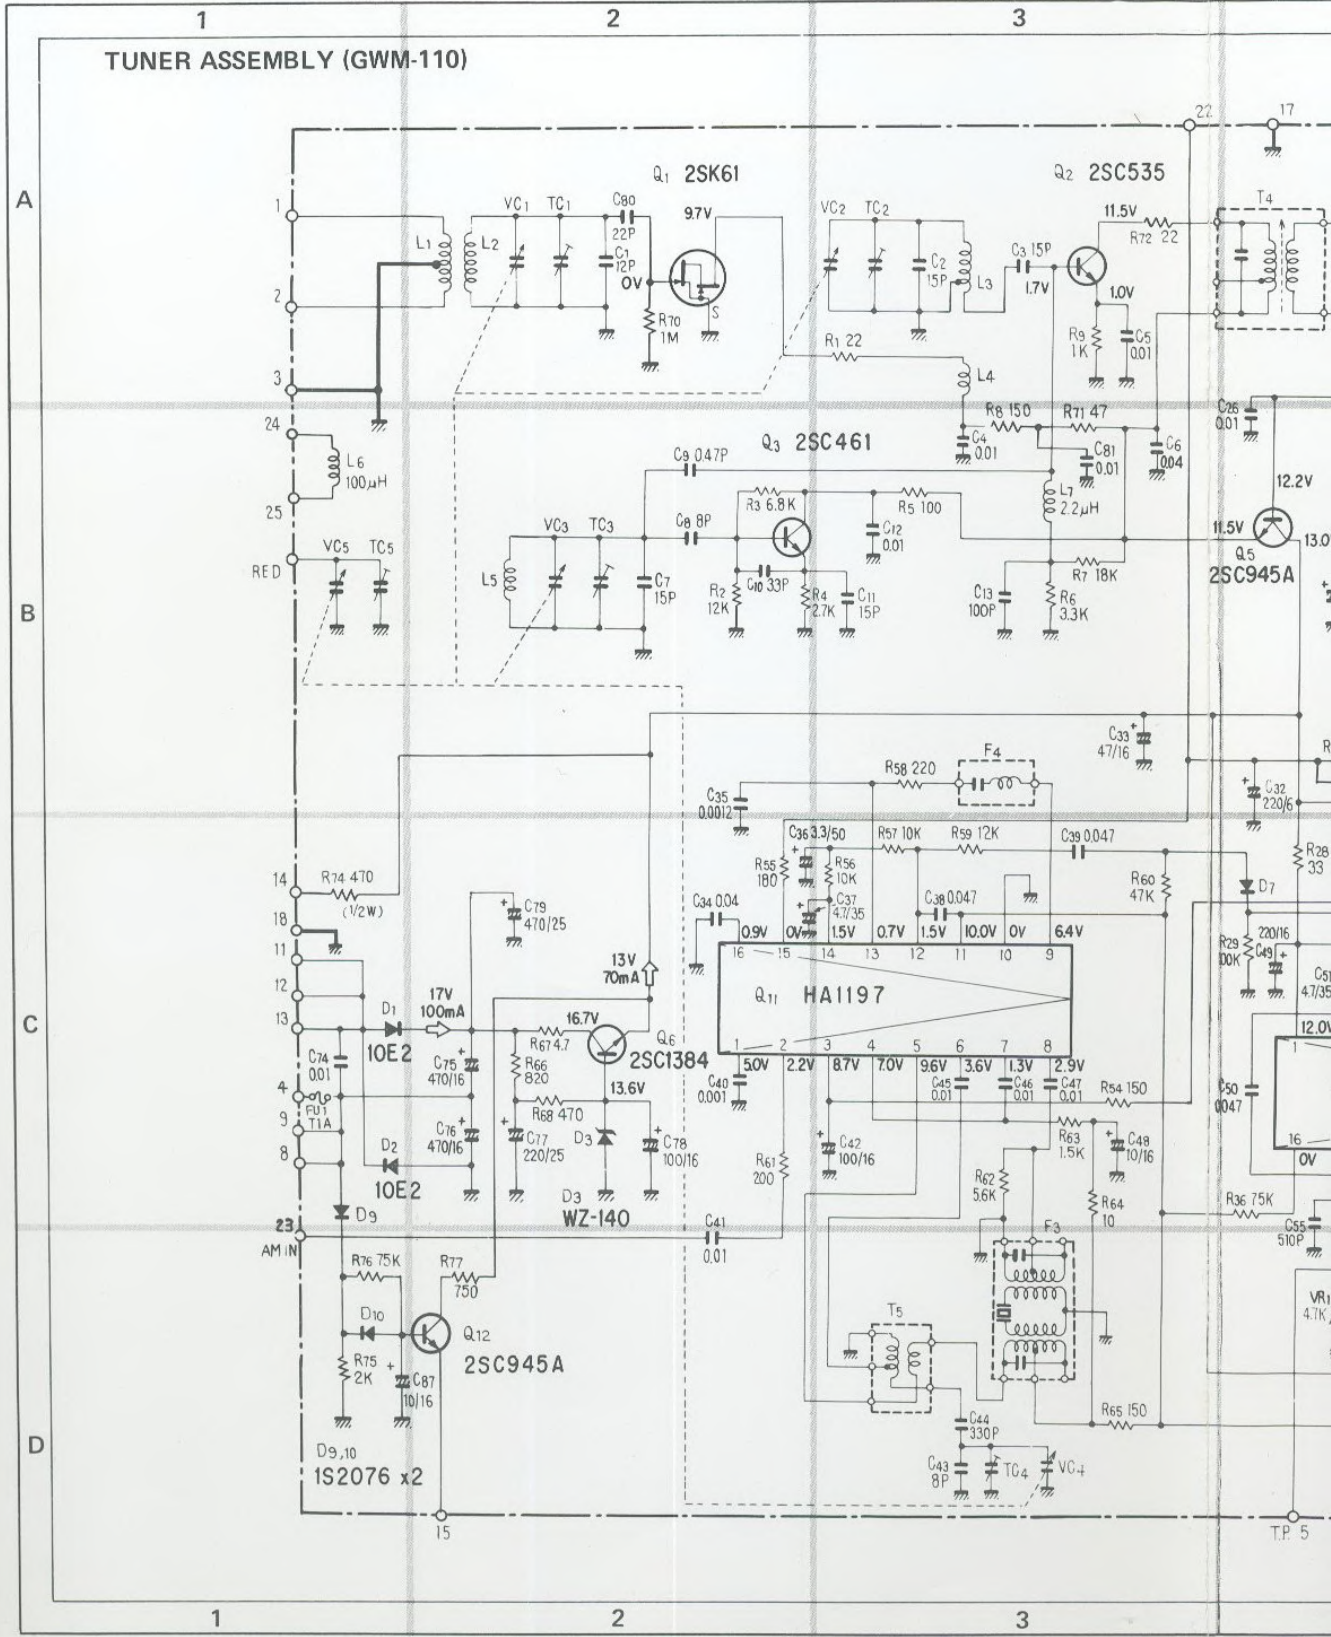 1 2 3
TUNER ASSEMBLY (GWM-110)
22 17
A
Q1 2SK61
Q2 2SC535
T4
1
VC1 TC1 C80
22P
9.7V
VC2 TC2
11.5V
R72 22
L1 L2
C1
12P
0V
C2
15P
L3
C3 15P
1.7V
1.0V
2
S
R70
1M
R9
1K
C5
0.01
R1 22
3
L4
24
R8 150 R71 47
C26
0.01
Q3 2SC461
C4
0.01
C81
0.01
C6
0.04
L6
100μH
C9 0.47P
12.2V
25
R3 6.8K
R5 100
L7
2.2μH
VC5 TC5
VC3 TC3
C8 8P
C12
0.01
11.5V
13.0
RED
Q5
2SC945A
L5
C7
15P
R2
12K
C10 33P
R4
2.7K
C11
15P
C13
100P
R7 18K
R6
3.3K
B
C33
47/16
F4
R58 220
C35
0.0012
C32
220/6
R
C36 3.3/50
R57 10K R59 12K C39 0.047
R55
180
R56
10K
R60
47K
R28
33
14
R74 470
(1/2W)
D7
C79
470/25
C34 0.04
C37
4.7/35
C38 0.047
18
0.9V 0V 1.5V 0.7V 1.5V 10.0V 0V 6.4V
16 15 14 13 12 11 10 9
R29
00K
220/16
C49
C51
4.7/35
11
13V
70mA
12
Q11 HA1197
C
13
D1
10E2
17V
100mA
16.7V
R67 4.7
Q6
2SC1384
12.0V
1
1 2 3 4 5 6 7 8
5.0V 2.2V 8.7V 7.0V 9.6V 3.6V 1.3V 2.9V
C74
0.01
C75
470/16
R66
820
13.6V
C40
0.001
C45
0.01
C46
0.01
C47
0.01
R54 150
C50
0.047
4
FU1
T1A
R68 470
9
C76
470/16
C77
220/25
D3
C78
100/16
C42
100/16
R63
1.5K
C48
10/16
16
0V
8
D2
10E2
R61
200
R62
5.6K
R64
10
R36 75K
D9
D3
WZ-140
23
AM IN
C41
0.01
F3
C55
510P
R76 75K
R77
750
VR1
4.7K
D10
T5
Q12
2SC945A
R75
2K
C87
10/16
R65 150
C44
330P
D
D9,10
1S2076 x2
C43
8P
TC4 VC4
15
T.P. 5
1 2 3